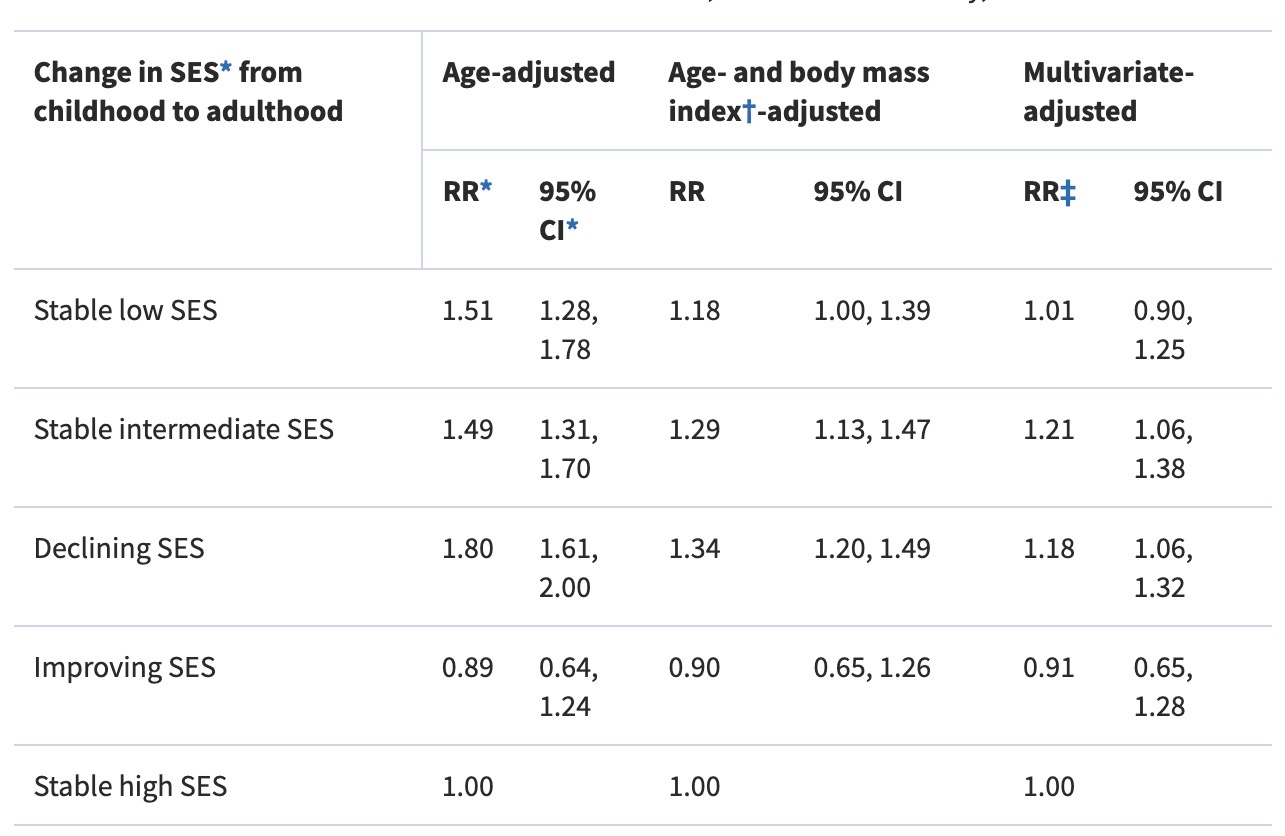 Change in SES* from
childhood to adulthood
Age-adjusted
Age- and body mass
index†-adjusted
Multivariate-
adjusted
RR*
95%
CI*
RR
95% CI
RR‡
95% CI
Stable low SES 1.51 1.28, 1.18 1.00, 1.39 1.01 0.90,
1.78 1.25
Stable intermediate SES 1.49 1.31, 1.29 1.13, 1.47 1.21 1.06,
1.70 1.38
Declining SES 1.80 1.61, 1.34 1.20, 1.49 1.18 1.06,
2.00 1.32
Improving SES 0.89 0.64, 0.90 0.65, 1.26 0.91 0.65,
1.24 1.28
Stable high SES 1.00 1.00 1.00